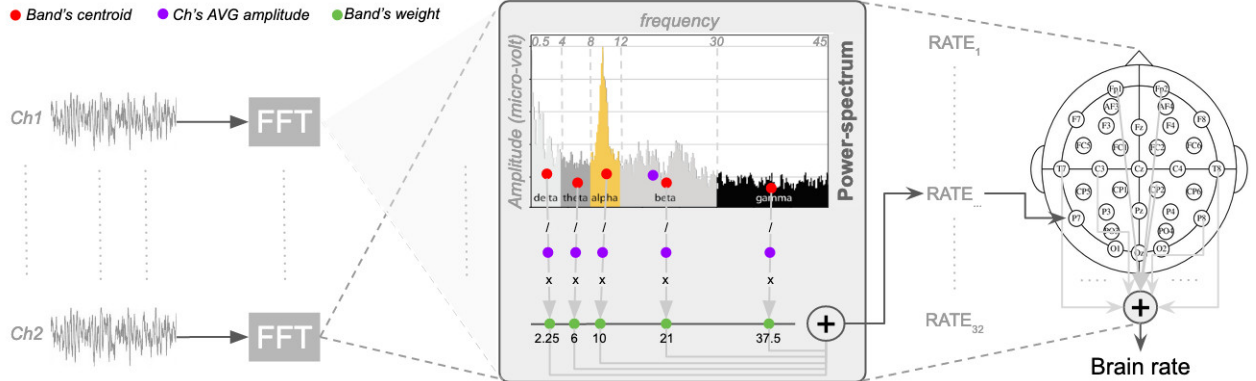 Band's centroid Ch's AVG amplitude Band's weight
frequency
0.5 4 8 12 30 45
Amplitude (micro-volt)
Power-spectrum
delta theta alpha beta gamma
/ / / / /
x x x x x
2.25 6 10 21 37.5
+
Ch1
FFT
Ch2
FFT
RATE1
RATE...
RATE32
Fp1 Fp2
AF3 AF4
F7 F3 Fz F4 F8
FC5 FC1 FC2 FC6
T7 C3 Cz C4 T8
CP5 CP1 CP2 CP6
P7 P3 Pz P4 P8
PO3 PO4
O1 Oz O2
+
Brain rate